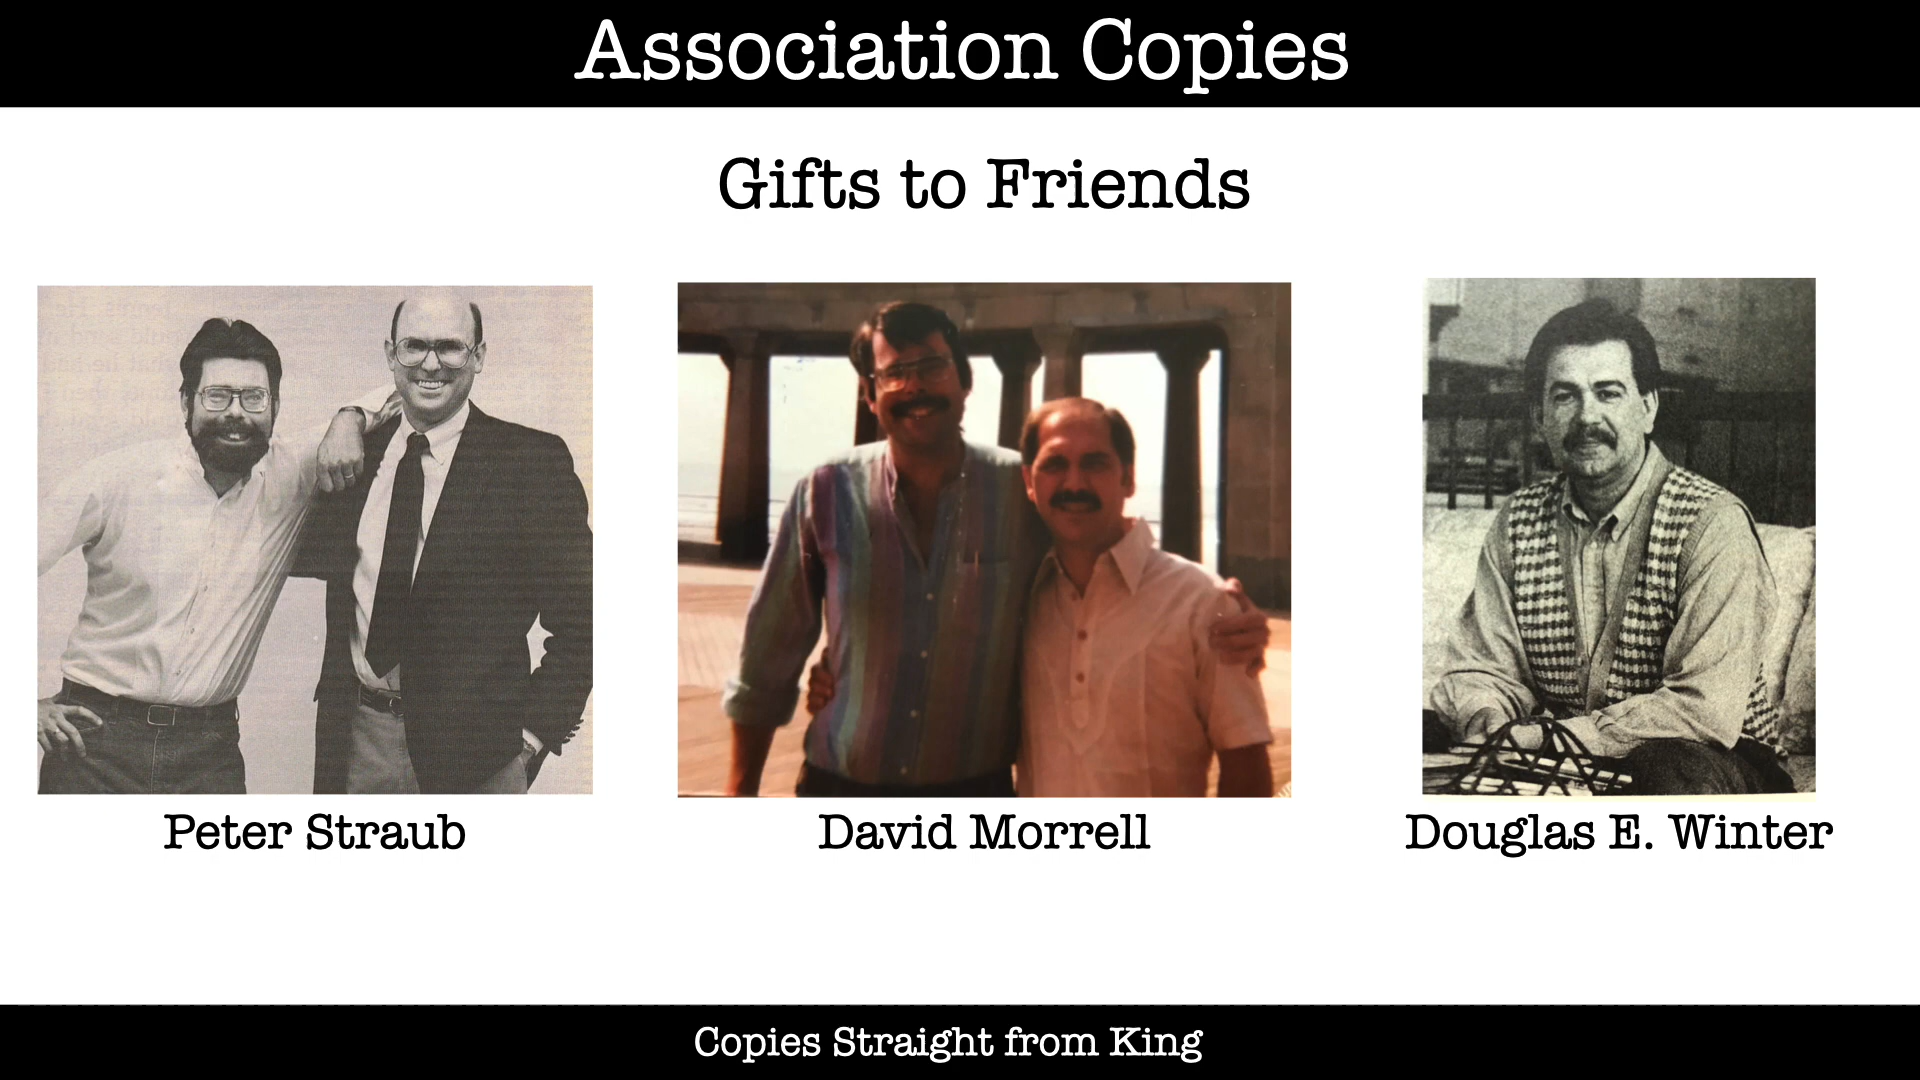 Association Copies
Gifts to Friends
Peter Straub
David Morrell
Douglas E. Winter
Copies Straight from King